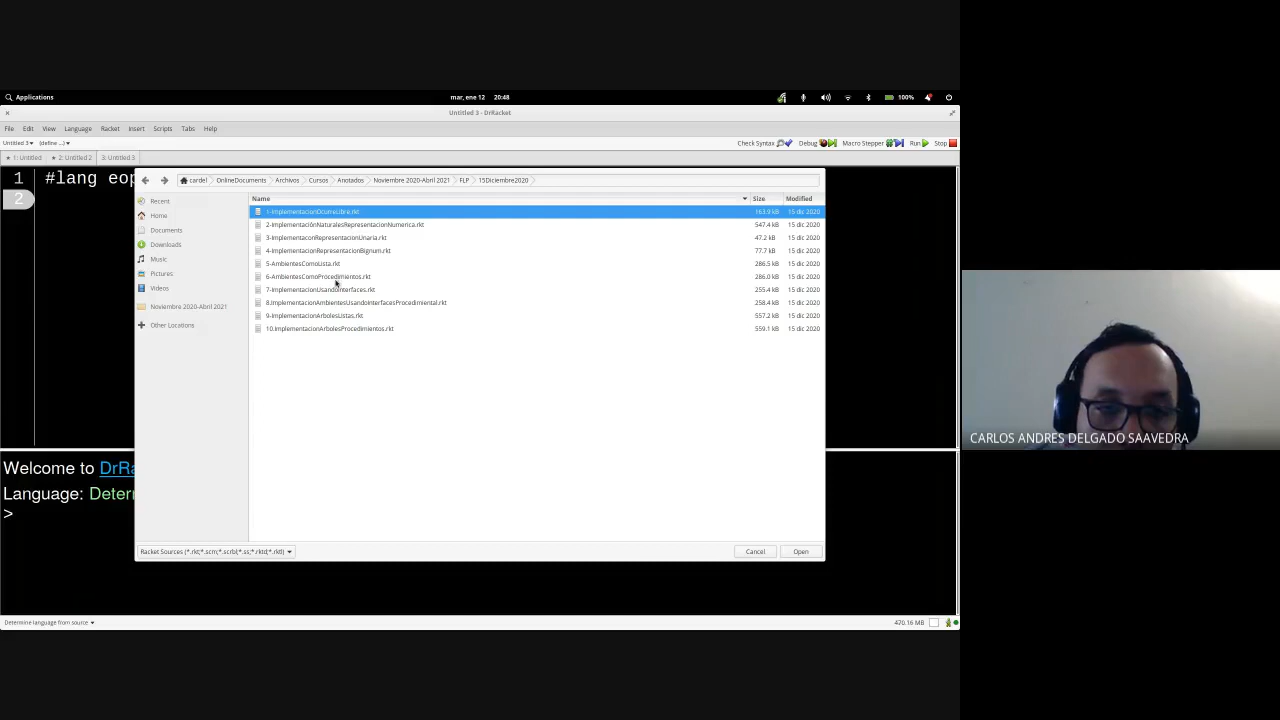 Applications
mar, ene 12 20:48
100%
Untitled 3 - DrRacket
File Edit View Language Racket Insert Scripts Tabs Help
Untitled 3 (define ...)
Check Syntax Debug Macro Stepper Run Stop
1: Untitled 2: Untitled 2 3: Untitled 3
1 #lang eop
2
cardel OnlineDocuments Archivos Cursos Anotados Noviembre 2020-Abril 2021 FLP 15Diciembre2020
Recent
Home
Documents
Downloads
Music
Pictures
Videos
Noviembre 2020-Abril 2021
Other Locations
Name Size Modified
1-ImplementacionOcurreLibre.rkt 163.9 kB 15 dic 2020
2-ImplementaciónNaturalesRepresentacionNumerica.rkt 547.4 kB 15 dic 2020
3-ImplementaconRepresentacionUnaria.rkt 47.2 kB 15 dic 2020
4-ImplementacionRepresentacionBignum.rkt 77.7 kB 15 dic 2020
5-AmbientesComoLista.rkt 286.5 kB 15 dic 2020
6-AmbientesComoProcedimientos.rkt 286.0 kB 15 dic 2020
7-ImplementacionUsandoInterfaces.rkt 255.4 kB 15 dic 2020
8.ImplementacionAmbientesUsandoInterfacesProcedimental.rkt 258.4 kB 15 dic 2020
9-ImplementacionArbolesListas.rkt 557.2 kB 15 dic 2020
10.ImplementacionArbolesProcedimientos.rkt 559.1 kB 15 dic 2020
Welcome to DrRa
Language: Deterr
>
Racket Sources (*.rkt;*.scm;*.scrbl;*.ss;*.rktd;*.rktl)
Cancel Open
Determine language from source
470.16 MB
CARLOS ANDRES DELGADO SAAVEDRA